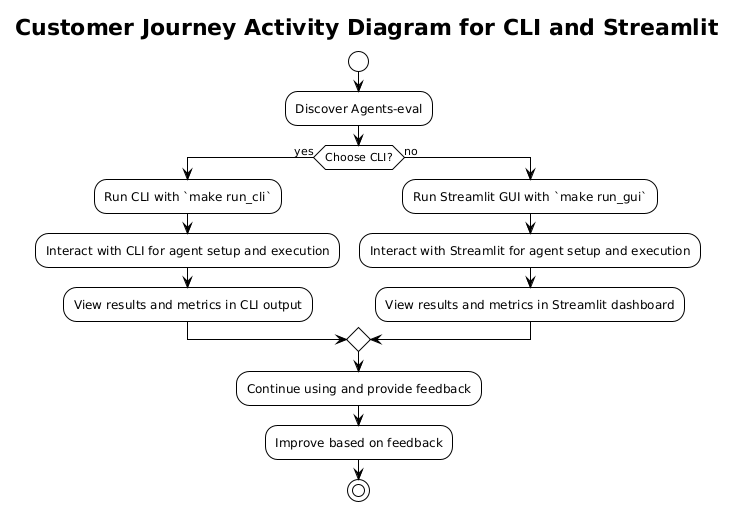 Customer Journey Activity Diagram for CLI and Streamlit
Discover Agents-eval
yes
Choose CLI?
no
Run CLI with `make run_cli`
Interact with CLI for agent setup and execution
View results and metrics in CLI output
Run Streamlit GUI with `make run_gui`
Interact with Streamlit for agent setup and execution
View results and metrics in Streamlit dashboard
Continue using and provide feedback
Improve based on feedback